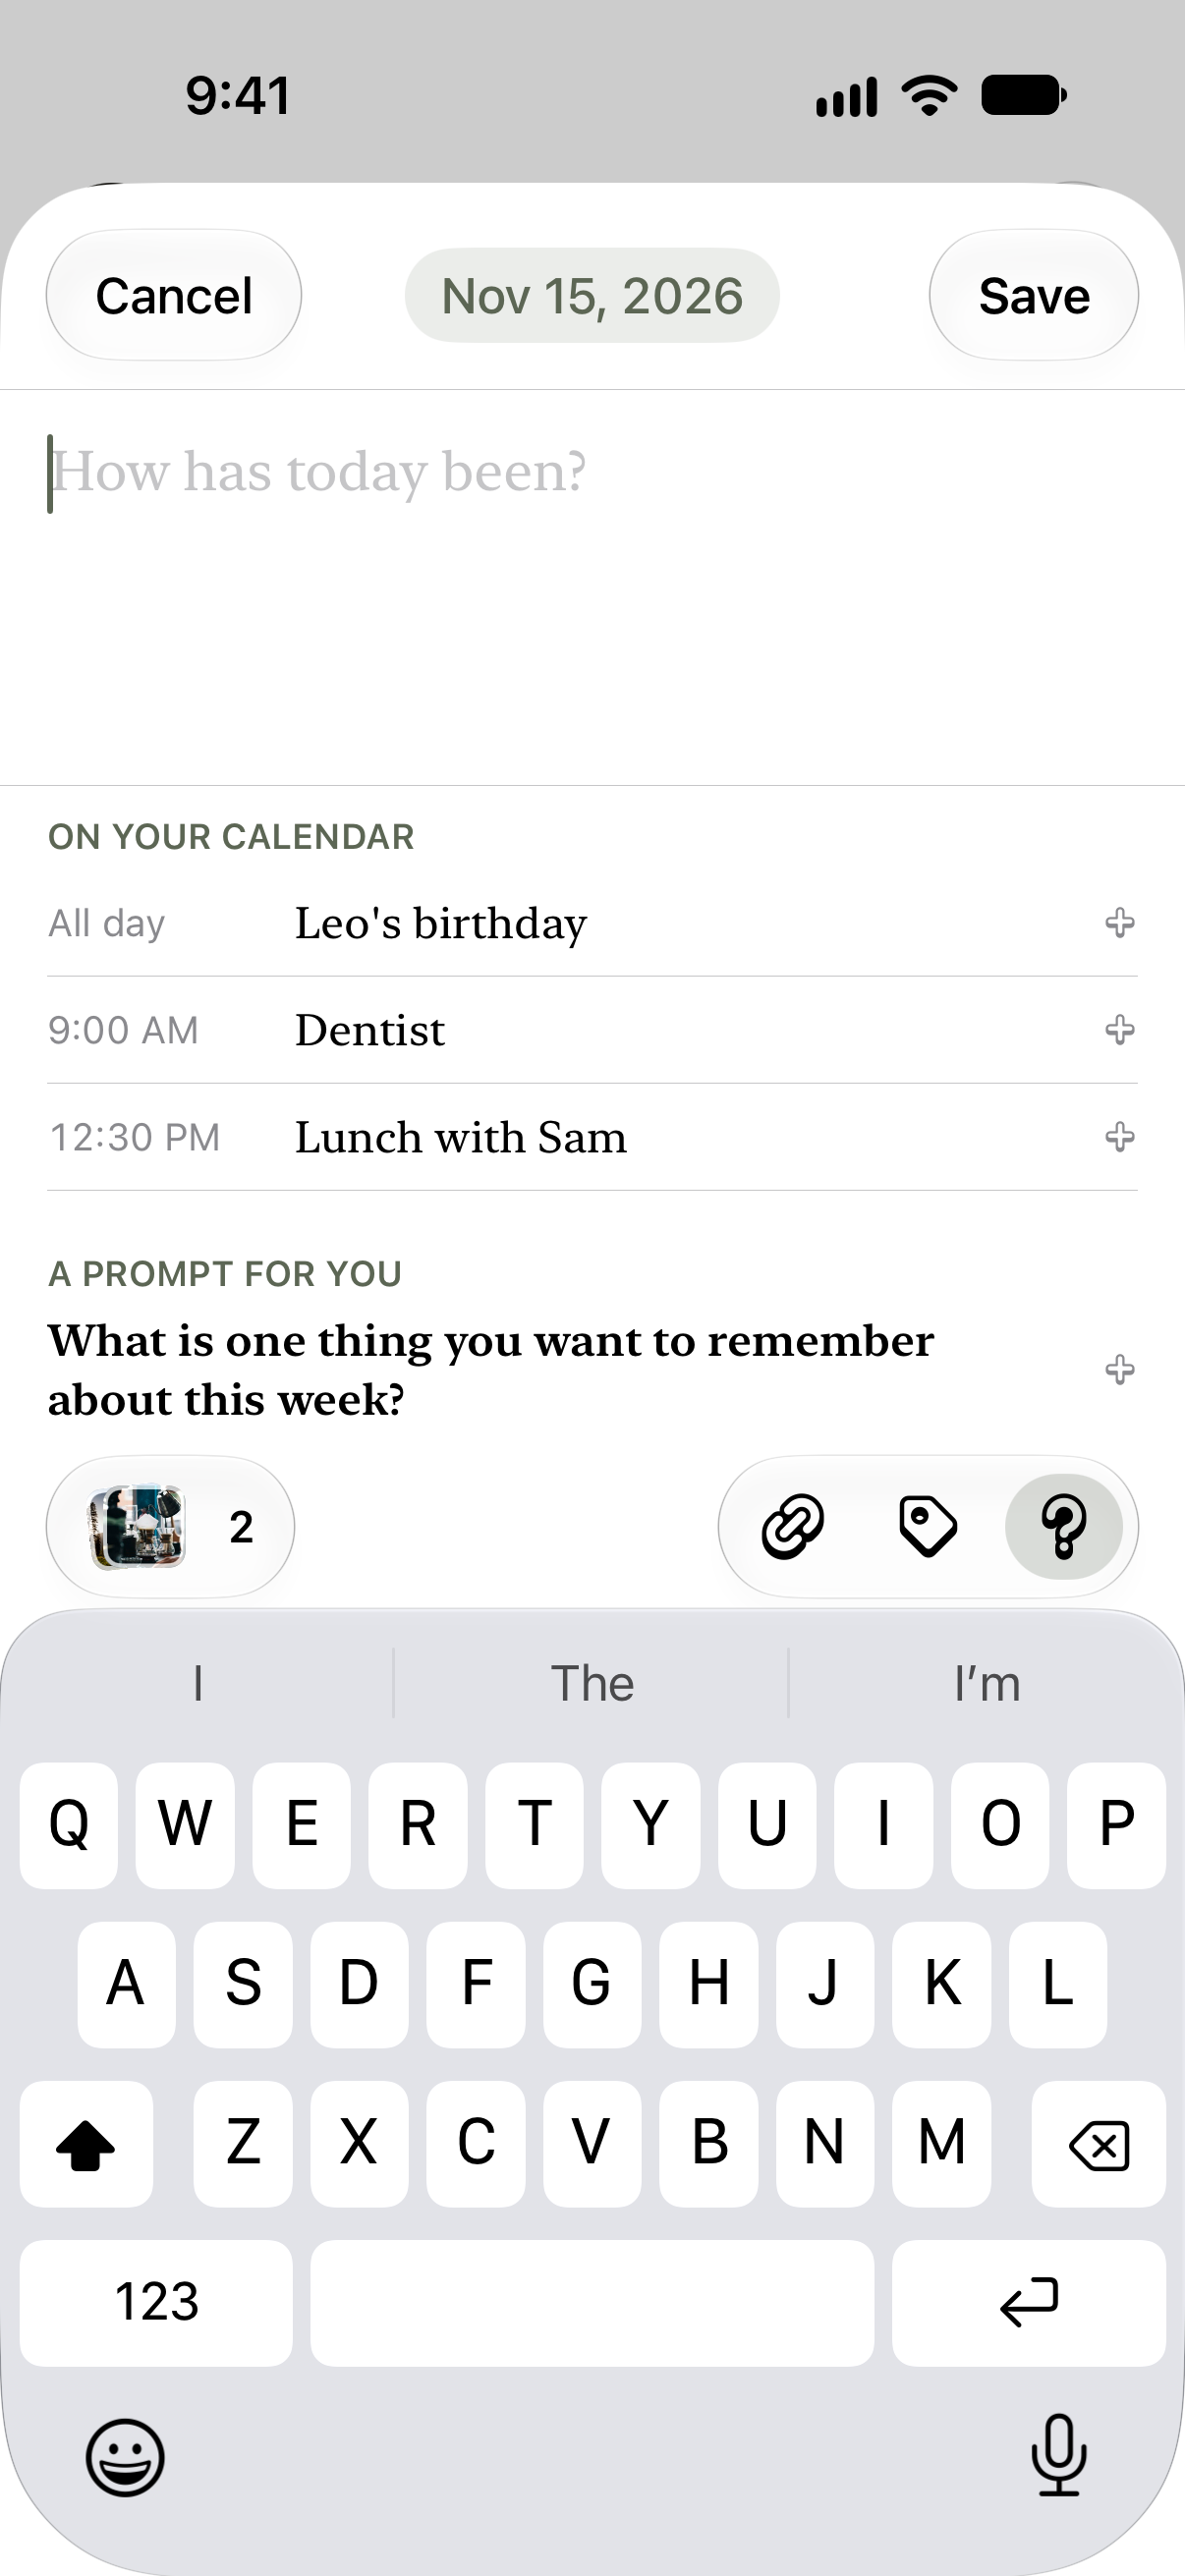 9:41
Cancel
Nov 15, 2026
Save
How has today been?
ON YOUR CALENDAR
All day Leo's birthday
9:00 AM Dentist
12:30 PM Lunch with Sam
A PROMPT FOR YOU
What is one thing you want to remember
about this week?
2
I The I’m
Q W E R T Y U I O P
A S D F G H J K L
Z X C V B N M
123